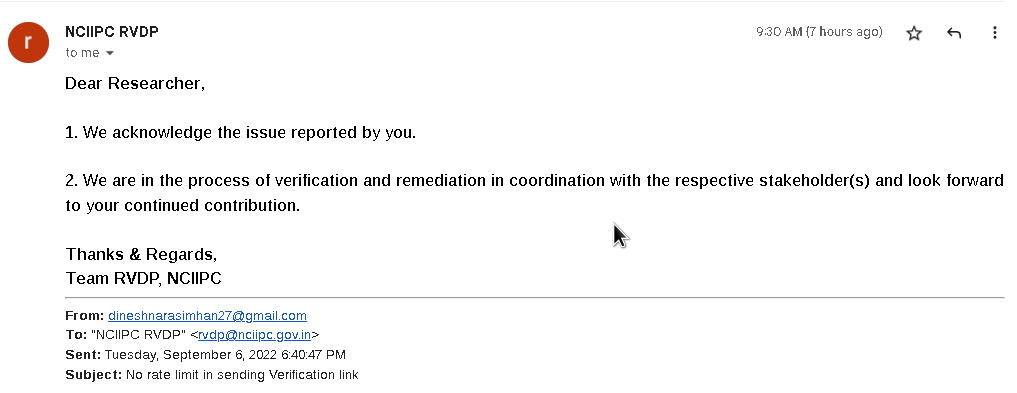 r
NCIIPC RVDP
9:30 AM (7 hours ago)
to me
Dear Researcher,
1. We acknowledge the issue reported by you.
2. We are in the process of verification and remediation in coordination with the respective stakeholder(s) and look forward
to your continued contribution.
Thanks & Regards,
Team RVDP, NCIIPC
From: dineshnarasimhan27@gmail.com
To: "NCIIPC RVDP" <rvdp@nciipc.gov.in>
Sent: Tuesday, September 6, 2022 6:40:47 PM
Subject: No rate limit in sending Verification link